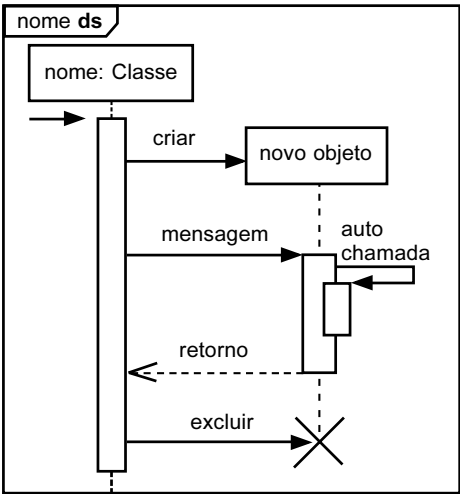 nome ds
nome: Classe
criar
novo objeto
mensagem
auto
chamada
retorno
excluir